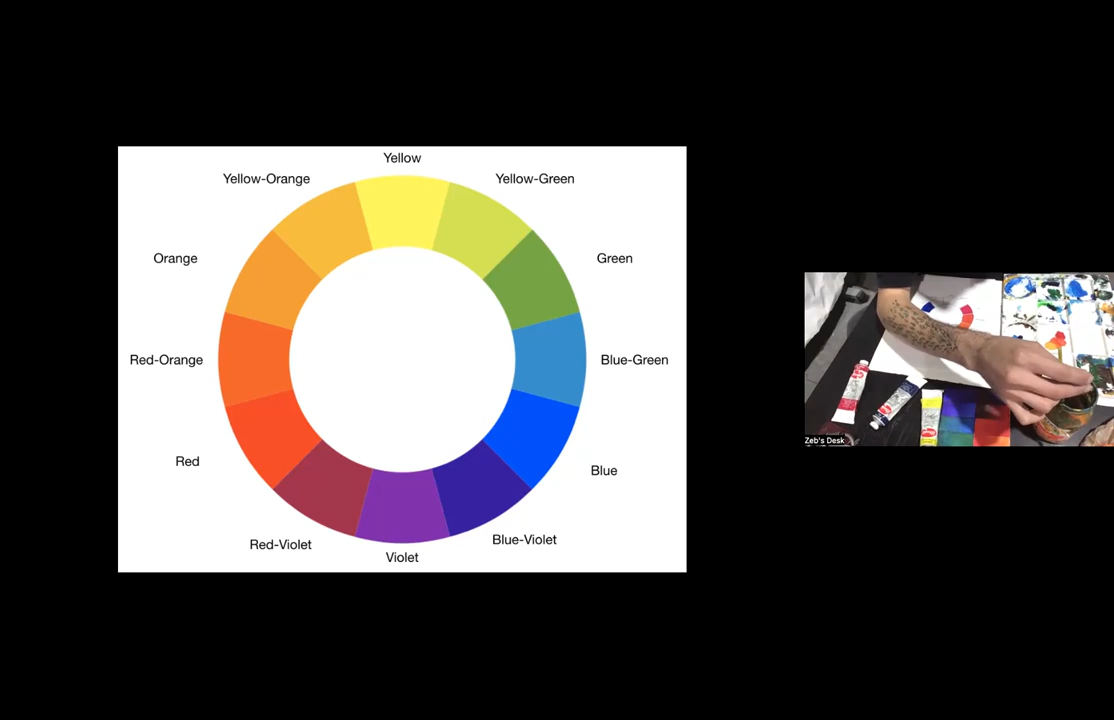 Yellow
Yellow-Orange
Yellow-Green
Orange
Green
Red-Orange
Blue-Green
Red
Blue
Blue-Violet
Red-Violet
Violet
Zeb's Desk